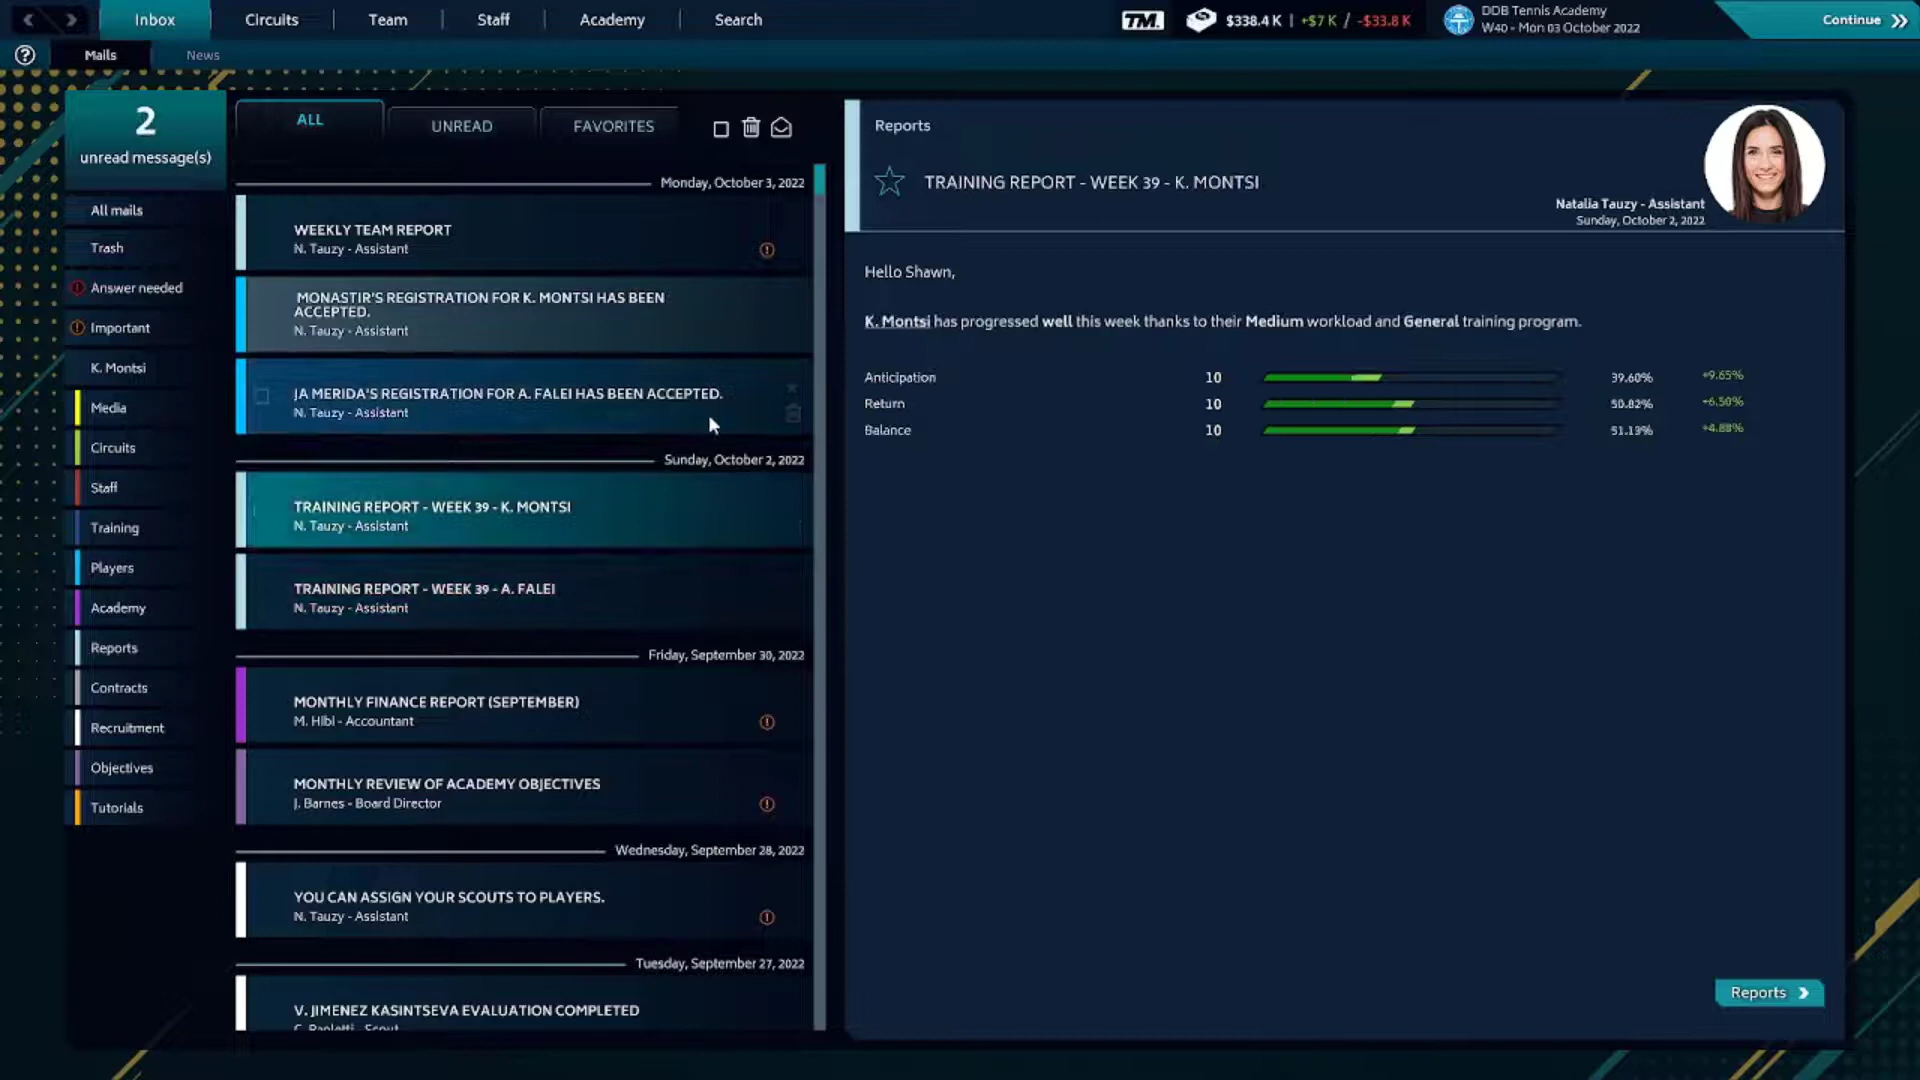 Inbox
Circuits
Team
Staff
Academy
Search
TM.
$338.4 K | +$7 K / -$33.8 K
DDB Tennis Academy
W40 - Mon 03 October 2022
Continue
Mails
News
2
unread message(s)
All mails
Trash
Answer needed
Important
K. Montsi
Media
Circuits
Staff
Training
Players
Academy
Reports
Contracts
Recruitment
Objectives
Tutorials
ALL
UNREAD
FAVORITES
Monday, October 3, 2022
WEEKLY TEAM REPORT
N. Tauzy - Assistant
MONASTIR'S REGISTRATION FOR K. MONTSI HAS BEEN
ACCEPTED.
N. Tauzy - Assistant
JA MERIDA'S REGISTRATION FOR A. FALEI HAS BEEN ACCEPTED.
N. Tauzy - Assistant
Sunday, October 2, 2022
TRAINING REPORT - WEEK 39 - K. MONTSI
N. Tauzy - Assistant
TRAINING REPORT - WEEK 39 - A. FALEI
N. Tauzy - Assistant
Friday, September 30, 2022
MONTHLY FINANCE REPORT (SEPTEMBER)
M. Hlbl - Accountant
MONTHLY REVIEW OF ACADEMY OBJECTIVES
J. Barnes - Board Director
Wednesday, September 28, 2022
YOU CAN ASSIGN YOUR SCOUTS TO PLAYERS.
N. Tauzy - Assistant
Tuesday, September 27, 2022
V. JIMENEZ KASINTSEVA EVALUATION COMPLETED
C. Paoletti - Scout
Reports
TRAINING REPORT - WEEK 39 - K. MONTSI
Natalia Tauzy - Assistant
Sunday, October 2, 2022
Hello Shawn,
K. Montsi has progressed well this week thanks to their Medium workload and General training program.
Anticipation 10 39.60% +9.65%
Return 10 50.82% +6.50%
Balance 10 51.19% +4.88%
Reports